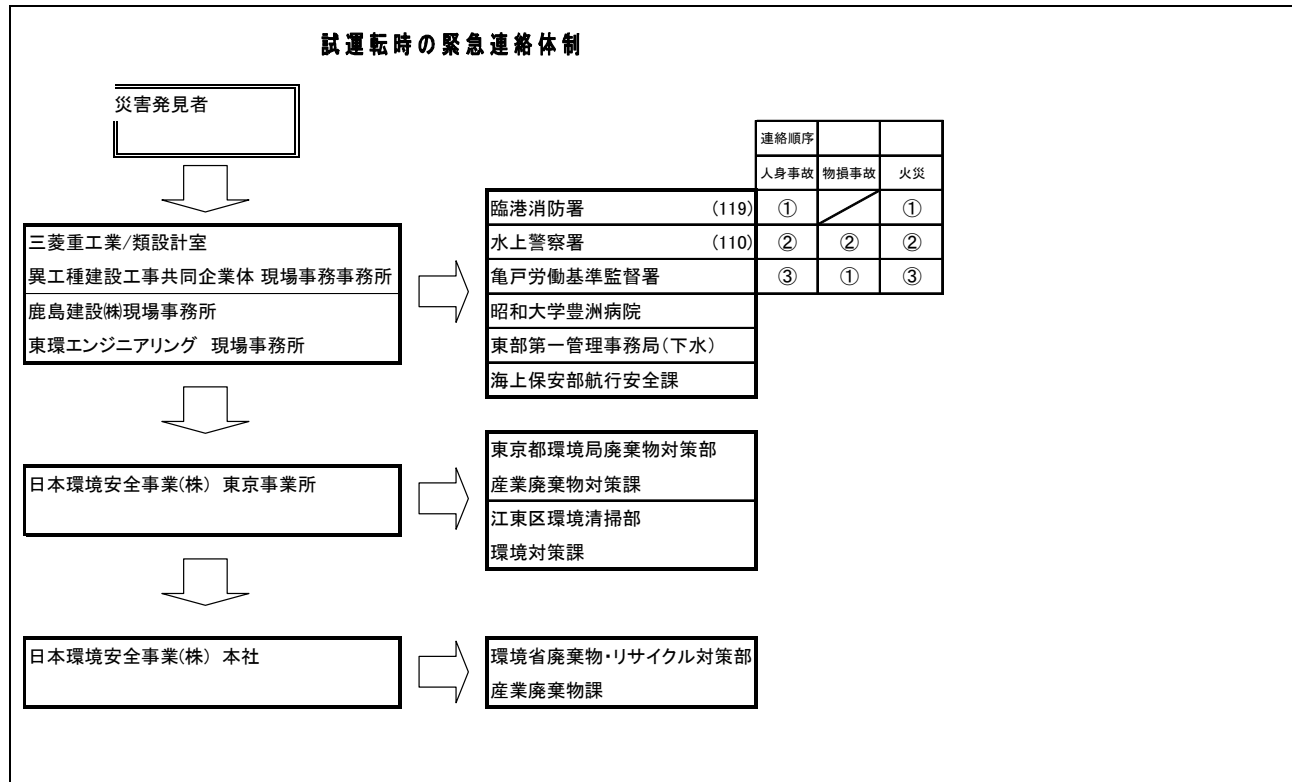 試運転時の緊急連絡体制
災害発見者
連絡順序
人身事故 物損事故 火災
臨港消防署 (119) ① ①
水上警察署 (110) ② ② ②
亀戸労働基準監督署 ③ ① ③
昭和大学豊洲病院
東部第一管理事務局(下水)
海上保安部航行安全課
三菱重工業/類設計室
異工種建設工事共同企業体 現場事務事務所
鹿島建設㈱現場事務所
東環エンジニアリング 現場事務所
日本環境安全事業(株) 東京事業所
東京都環境局廃棄物対策部
産業廃棄物対策課
江東区環境清掃部
環境対策課
日本環境安全事業(株) 本社
環境省廃棄物・リサイクル対策部
産業廃棄物課